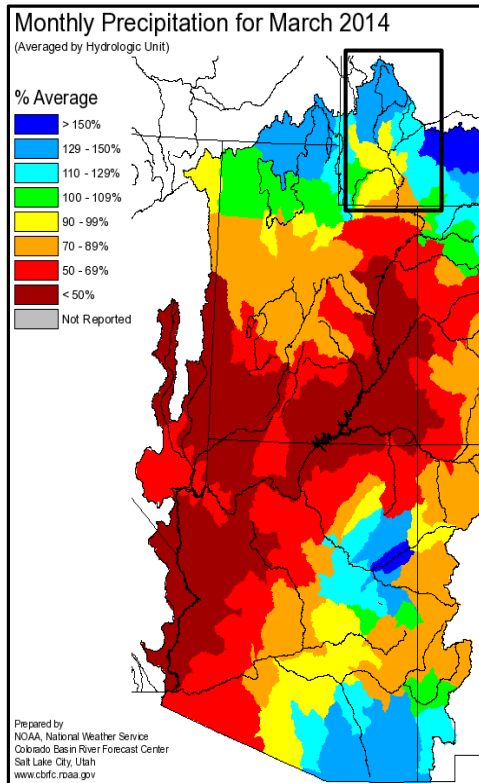 Monthly Precipitation for March 2014
(Averaged by Hydrologic Unit)
% Average
> 150%
129 - 150%
110 - 129%
100 - 109%
90 - 99%
70 - 89%
50 - 69%
< 50%
Not Reported
Prepared by
NOAA, National Weather Service
Colorado Basin River Forecast Center
Salt Lake City, Utah
www.cbrfc.noaa.gov